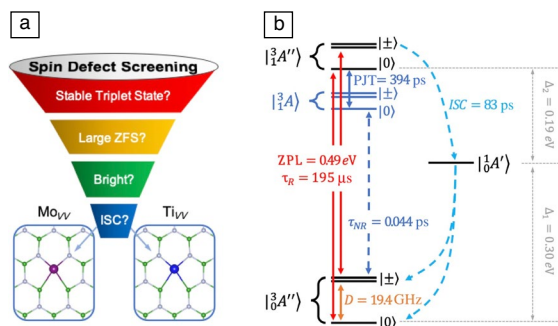 a
Spin Defect Screening
Stable Triplet State?
Large ZFS?
Bright?
ISC?
Mo_VV
Ti_VV
b
|³₁A''⟩
|±⟩
|0⟩
PJT = 394 ps
|³₁A⟩
|±⟩
|0⟩
ISC = 83 ps
Δ₂ = 0.19 eV
ZPL = 0.49 eV
τ_R = 195 μs
|¹₀A'⟩
τ_NR = 0.044 ps
Δ₁ = 0.30 eV
|³₀A''⟩
|±⟩
D = 19.4 GHz
|0⟩